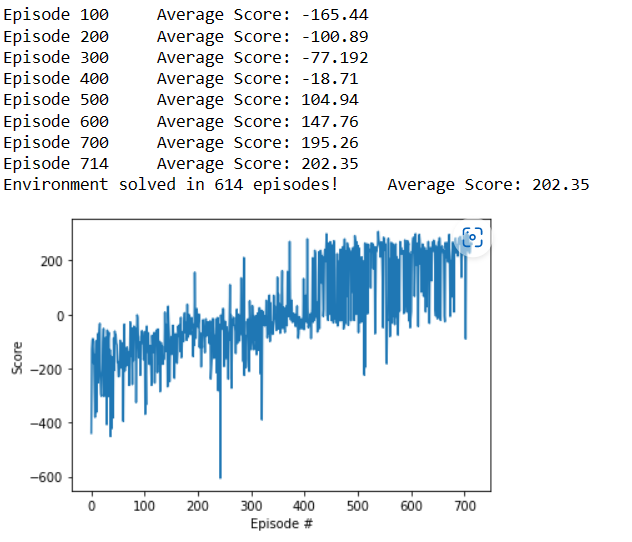 Episode 100     Average Score: -165.44
Episode 200     Average Score: -100.89
Episode 300     Average Score: -77.192
Episode 400     Average Score: -18.71
Episode 500     Average Score: 104.94
Episode 600     Average Score: 147.76
Episode 700     Average Score: 195.26
Episode 714     Average Score: 202.35
Environment solved in 614 episodes!     Average Score: 202.35
200
0
−200
−400
−600
Score
0 100 200 300 400 500 600 700
Episode #